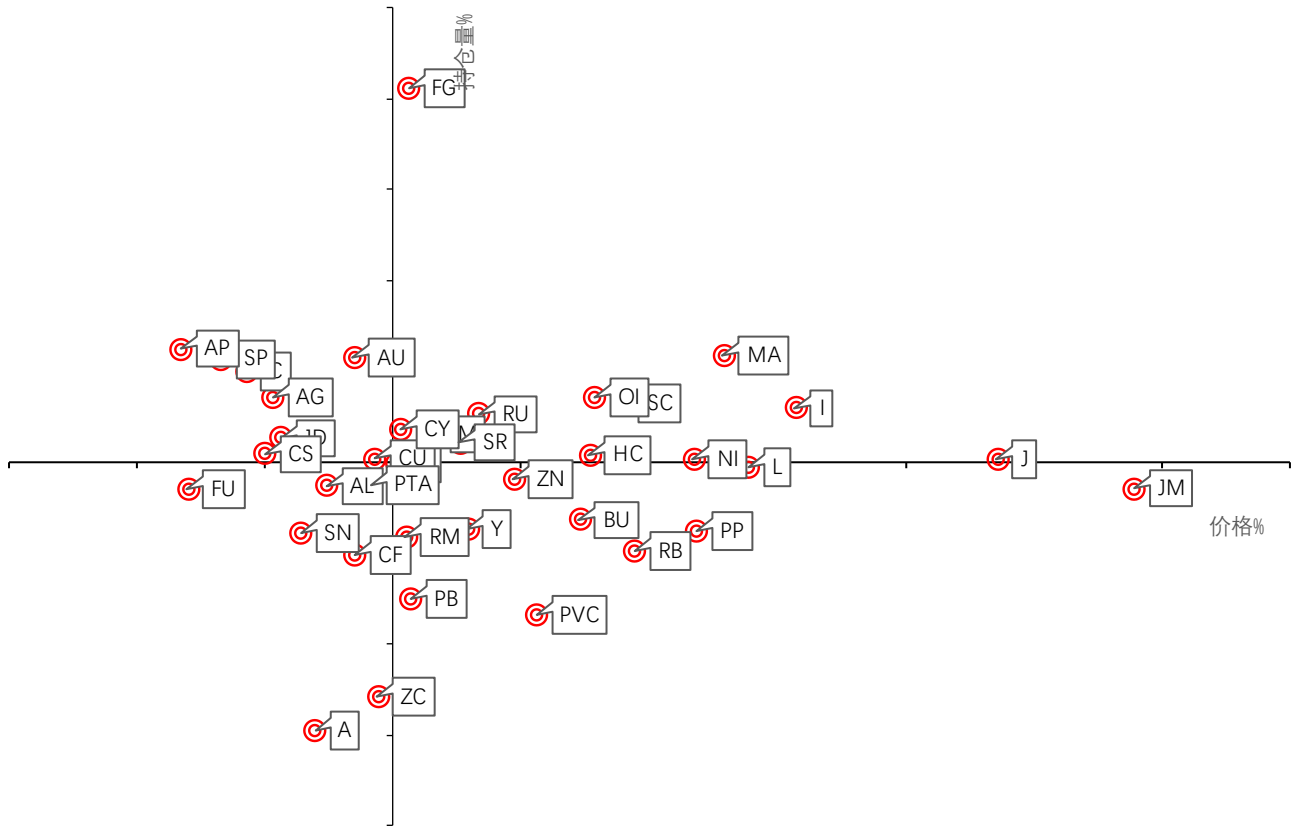 持仓量%
FG
AP
SP
C
AU
MA
AG
OI
SC
I
RU
CY
M
SR
JD
CS
CU
HC
NI
L
J
FU
AL
PTA
ZN
JM
SN
CF
RM
Y
BU
RB
PP
价格%
PB
PVC
ZC
A